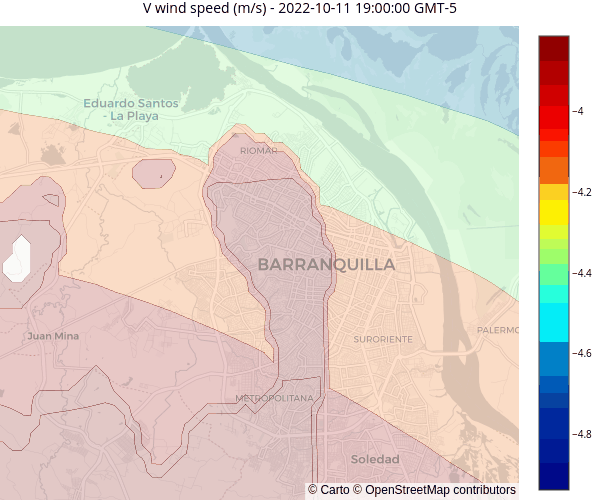 V wind speed (m/s) - 2022-10-11 19:00:00 GMT-5
Eduardo Santos
- La Playa
RIOMAR
BARRANQUILLA
Juan Mina
SURORIENTE
PALERMO
METROPOLITANA
Soledad
−4
−4.2
−4.4
−4.6
−4.8
© Carto © OpenStreetMap contributors